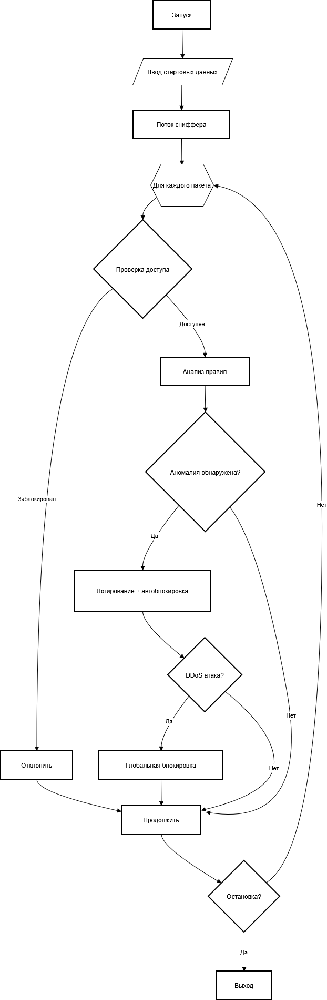 Запуск
Ввод стартовых данных
Поток сниффера
Для каждого пакета
Проверка доступа
Доступен
Анализ правил
Аномалия обнаружена?
Заблокирован
Нет
Да
Логирование + автоблокировка
DDoS атака?
Нет
Да
Отклонить
Глобальная блокировка
Нет
Продолжить
Остановка?
Да
Выход